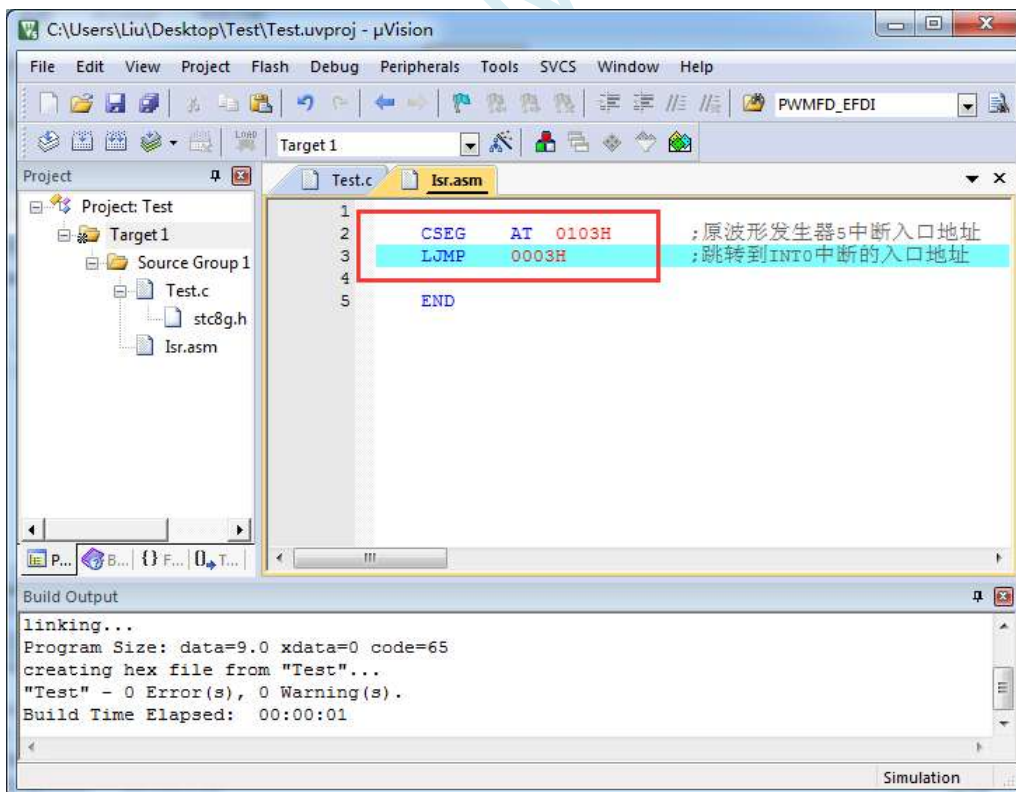 C:\Users\Liu\Desktop\Test\Test.uvproj - µVision
File Edit View Project Flash Debug Peripherals Tools SVCS Window Help
PWMFD_EFDI
LOAD Target 1
Project
Test.c Isr.asm
Project: Test
Target 1
Source Group 1
Test.c
stc8g.h
Isr.asm
1
2 CSEG AT 0103H ;原波形发生器5中断入口地址
3 LJMP 0003H ;跳转到INT0中断的入口地址
4
5 END
P... B... {} F... 0 T...
Build Output
linking...
Program Size: data=9.0 xdata=0 code=65
creating hex file from "Test"...
"Test" - 0 Error(s), 0 Warning(s).
Build Time Elapsed: 00:00:01
Simulation